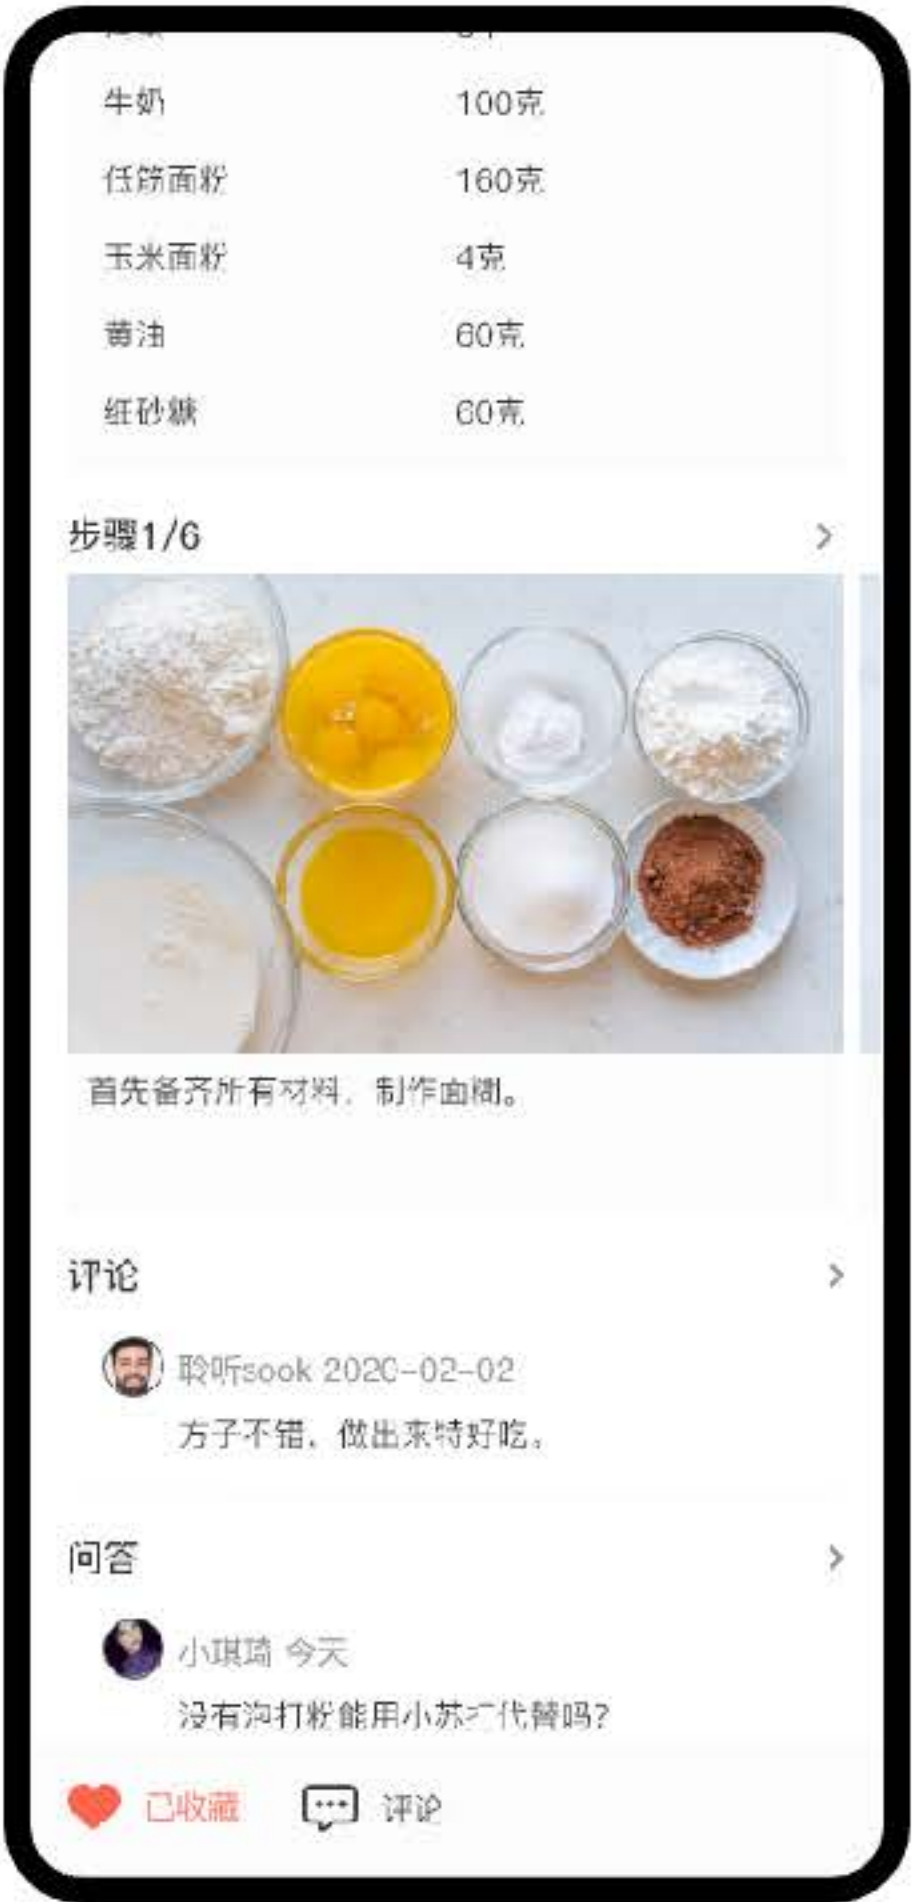 牛奶 100克
低筋面粉 160克
玉米面粉 4克
黄油 60克
细砂糖 60克
步骤1/6
首先备齐所有材料，制作面糊。
评论
聆听sook 2020-02-02
方子不错，做出来特好吃。
问答
小琪琦 今天
没有泡打粉能用小苏打代替吗？
已收藏 评论